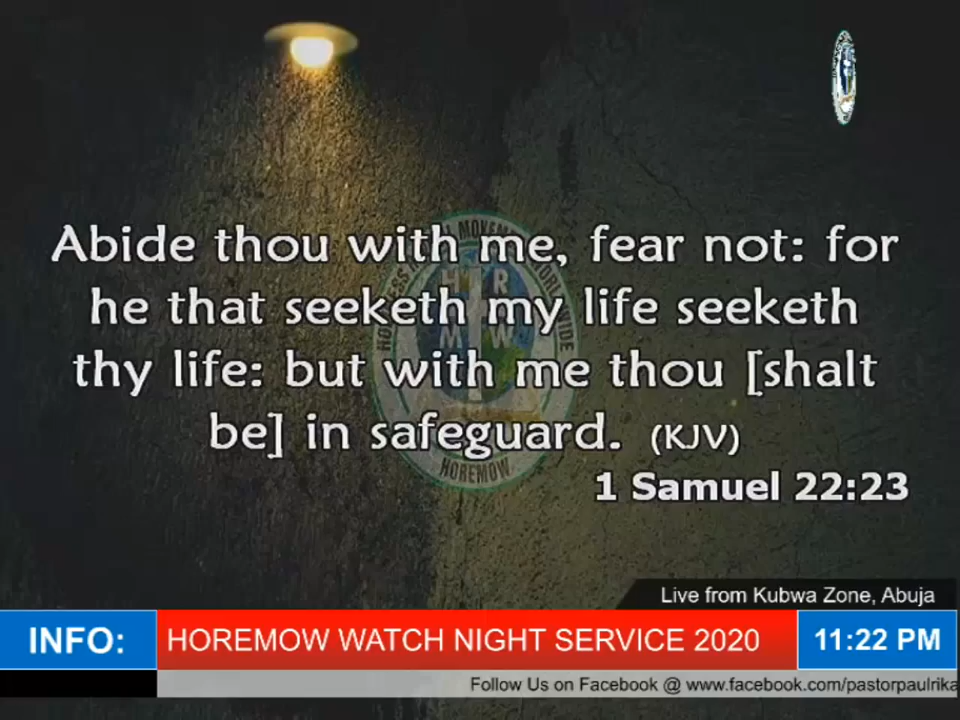 Abide thou with me, fear not: for
he that seeketh my life seeketh
thy life: but with me thou [shalt
be] in safeguard. (KJV)
1 Samuel 22:23
HOREMOW
Live from Kubwa Zone, Abuja
INFO: HOREMOW WATCH NIGHT SERVICE 2020 11:22 PM
Follow Us on Facebook @ www.facebook.com/pastorpaulrika